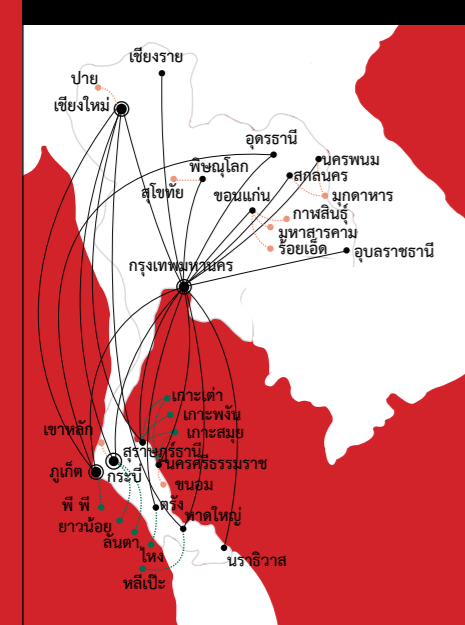 เชียงราย
ปาย
เชียงใหม่
อุดรธานี
นครพนม
พิษณุโลก
สกลนคร
สุโขทัย
ขอนแก่น
มุกดาหาร
กาฬสินธุ์
มหาสารคาม
ร้อยเอ็ด
อุบลราชธานี
กรุงเทพมหานคร
เกาะเต่า
เกาะพงัน
เกาะสมุย
เขาหลัก
สุราษฎร์ธานี
นครศรีธรรมราช
ภูเก็ต
กระบี่
ขนอม
พี พี
ตรัง
หาดใหญ่
ยาวน้อย
ลันตา
ไหง
นราธิวาส
หลีเป๊ะ